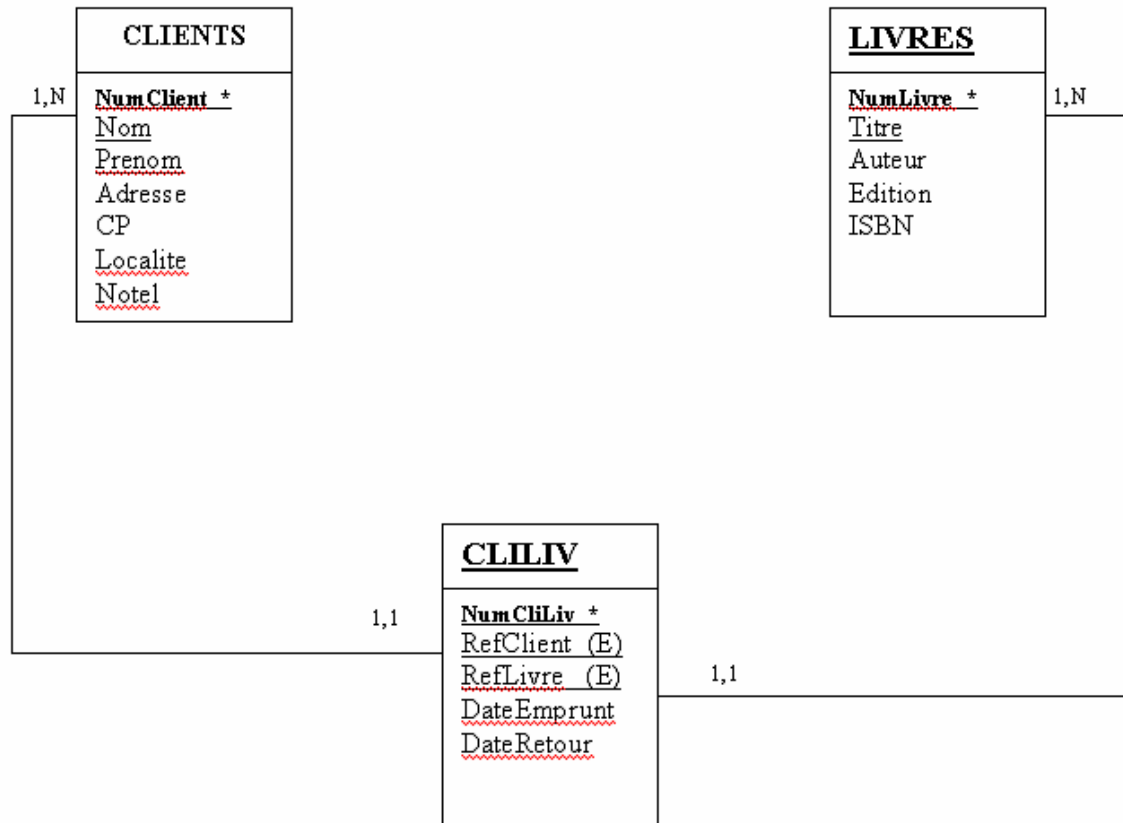 CLIENTS
1,N
NumClient *
Nom
Prenom
Adresse
CP
Localite
Notel
LIVRES
NumLivre *
1,N
Titre
Auteur
Edition
ISBN
CLILIV
NumCliLiv *
1,1
RefClient (E)
RefLivre (E)
1,1
DateEmprunt
DateRetour